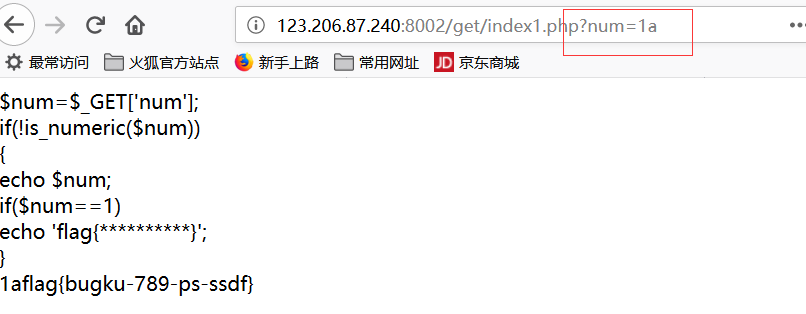 123.206.87.240:8002/get/index1.php?num=1a
最常访问 火狐官方站点 新手上路 常用网址 JD 京东商城
$num=$_GET['num'];
if(!is_numeric($num))
{
echo $num;
if($num==1)
echo 'flag{**********}';
}
1aflag{bugku-789-ps-ssdf}